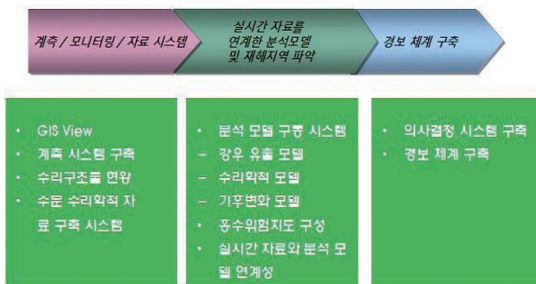 계측 / 모니터링 / 자료 시스템
실시간 자료를
연계한 분석모델
및 재해지역 파악
경보 체계 구축
• GIS View
• 계측 시스템 구축
• 수리구조물 현황
• 수문 수리학적 자
료 구축 시스템
• 분석 모델 구동 시스템
– 강우 유출 모델
– 수리학적 모델
– 기후변화 모델
• 홍수위험지도 구성
• 실시간 자료와 분석 모
델 연계성
• 의사결정 시스템 구축
• 경보 체계 구축